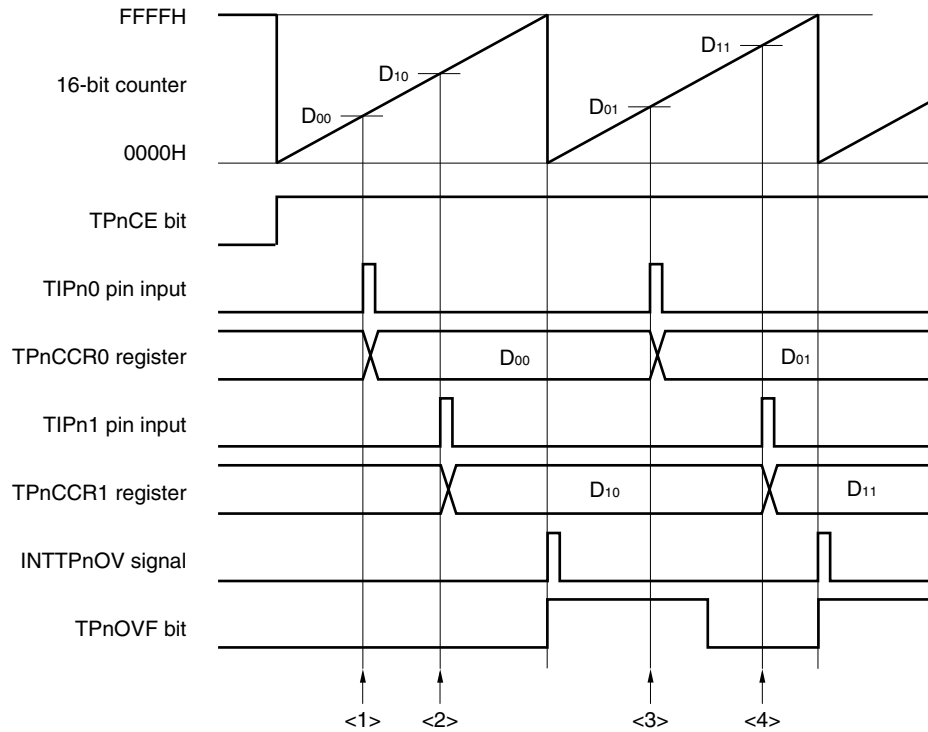 FFFFH
16-bit counter
0000H
D00
D10
D01
D11
TPnCE bit
TIPn0 pin input
TPnCCR0 register
D00
D01
TIPn1 pin input
TPnCCR1 register
D10
D11
INTTPnOV signal
TPnOVF bit
<1> <2> <3> <4>